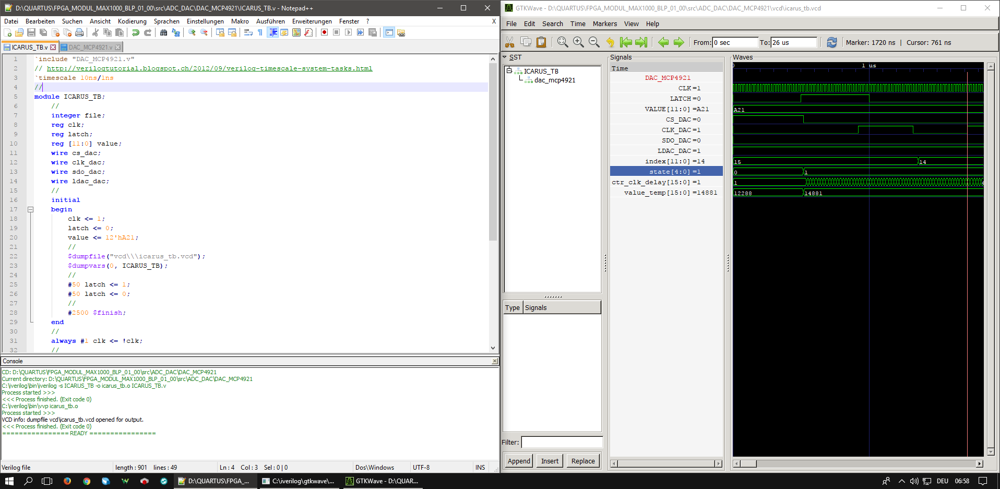 D:\QUARTUS\FPGA_MODUL_MAX1000_BLP_01_00\src\ADC_DAC\DAC_MCP4921\ICARUS_TB.v - Notepad++
Datei Bearbeiten Suchen Ansicht Kodierung Sprachen Einstellungen Makro Ausführen Erweiterungen Fenster ? X
ICARUS_TB.v DAC_MCP4921.v
1 `include "DAC_MCP4921.v"
2 // http://verilogtutorial.blogspot.ch/2012/09/verilog-timescale-system-tasks.html
3 `timescale 10ns/1ns
4 //
5 module ICARUS_TB;
6 //
7 integer file;
8 reg clk;
9 reg latch;
10 reg [11:0] value;
11 wire cs_dac;
12 wire clk_dac;
13 wire sdo_dac;
14 wire ldac_dac;
15 //
16 initial
17 begin
18 clk <= 1;
19 latch <= 0;
20 value <= 12'hA21;
21 //
22 $dumpfile("vcd\\\icarus_tb.vcd");
23 $dumpvars(0, ICARUS_TB);
24 //
25 #50 latch <= 1;
26 #50 latch <= 0;
27 //
28 #2500 $finish;
29 end
30 //
31 always #1 clk <= !clk;
32 //
Console
CD: D:\QUARTUS\FPGA_MODUL_MAX1000_BLP_01_00\src\ADC_DAC\DAC_MCP4921
Current directory: D:\QUARTUS\FPGA_MODUL_MAX1000_BLP_01_00\src\ADC_DAC\DAC_MCP4921
C:\iverilog\bin\iverilog -s ICARUS_TB -o icarus_tb.o ICARUS_TB.v
Process started >>>
<<< Process finished. (Exit code 0)
C:\iverilog\bin\vvp icarus_tb.o
Process started >>>
VCD info: dumpfile vcd\icarus_tb.vcd opened for output.
<<< Process finished. (Exit code 0)
================ READY ================
Verilog file length : 901 lines : 49 Ln : 4 Col : 3 Sel : 0 | 0 Dos\Windows UTF-8 INS
GTKWave - D:\QUARTUS\FPGA_MODUL_MAX1000_BLP_01_00\src\ADC_DAC\DAC_MCP4921\vcd\icarus_tb.vcd
File Edit Search Time Markers View Help
From: 0 sec To: 26 us Marker: 1720 ns | Cursor: 761 ns
SST
ICARUS_TB
dac_mcp4921
Type Signals
Filter:
Append Insert Replace
Signals
Time
DAC_MCP4921
CLK=1
LATCH=0
VALUE[11:0]=A21
CS_DAC=0
CLK_DAC=1
SDO_DAC=0
LDAC_DAC=1
index[11:0]=14
state[4:0]=1
ctr_clk_delay[15:0]=1
value_temp[15:0]=14881
Waves
0 1 us
A21
15 14
0 1
1
12288 14881
D:\QUARTUS\FPGA_... C:\iverilog\gtkwave\... GTKWave - D:\QUAR... DEU 06:58